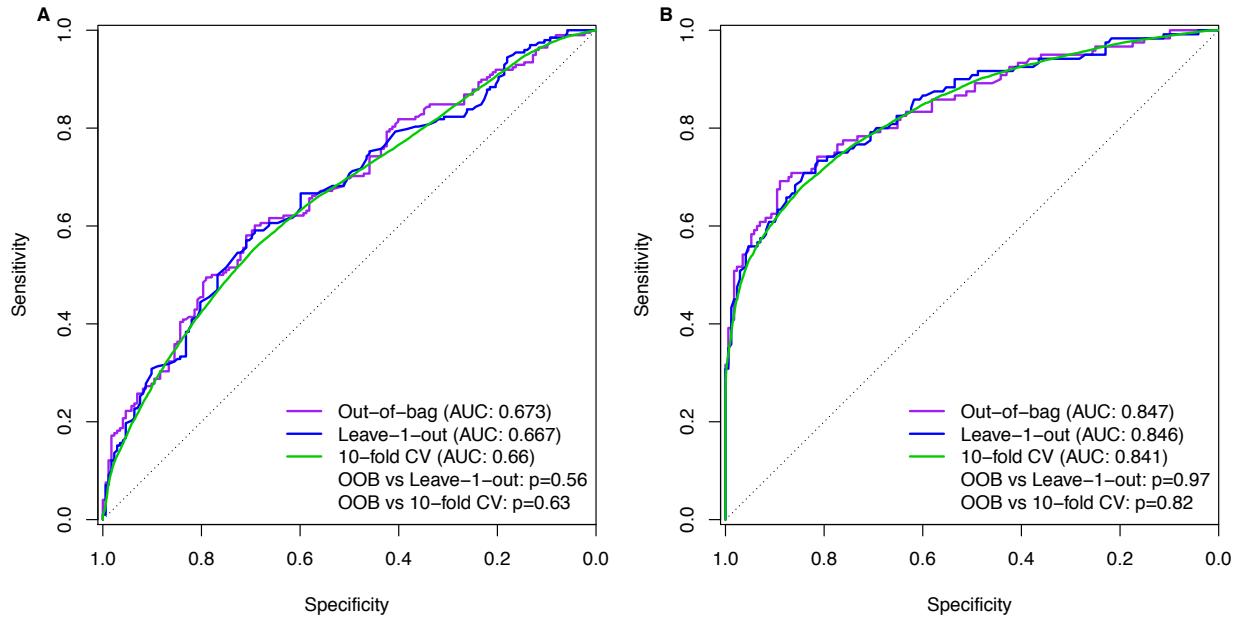 A
1.0
0.8
0.6
0.4
0.2
0.0
Sensitivity
1.0 0.8 0.6 0.4 0.2 0.0
Specificity
Out-of-bag (AUC: 0.673)
Leave-1-out (AUC: 0.667)
10-fold CV (AUC: 0.66)
OOB vs Leave-1-out: p=0.56
OOB vs 10-fold CV: p=0.63
B
1.0
0.8
0.6
0.4
0.2
0.0
Sensitivity
1.0 0.8 0.6 0.4 0.2 0.0
Specificity
Out-of-bag (AUC: 0.847)
Leave-1-out (AUC: 0.846)
10-fold CV (AUC: 0.841)
OOB vs Leave-1-out: p=0.97
OOB vs 10-fold CV: p=0.82